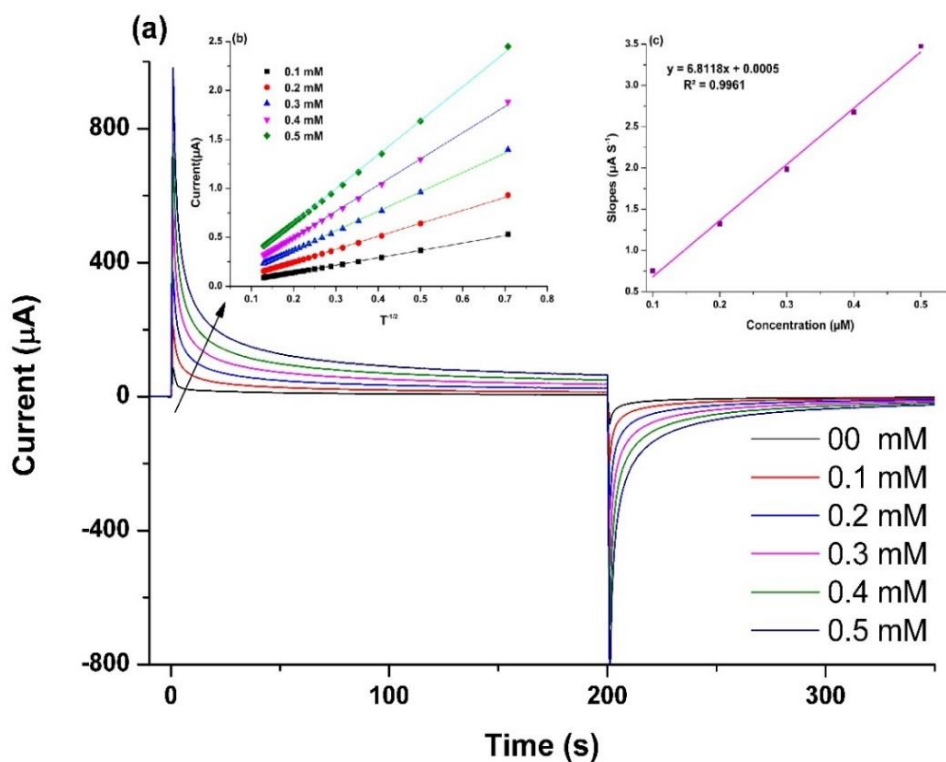 (a)
Current (µA)
800
400
0
-400
-800
0
100
200
300
Time (s)
00 mM
0.1 mM
0.2 mM
0.3 mM
0.4 mM
0.5 mM
(b)
Current(µA)
2.5
2.0
1.5
1.0
0.5
0.0
0.1 mM
0.2 mM
0.3 mM
0.4 mM
0.5 mM
0.1 0.2 0.3 0.4 0.5 0.6 0.7 0.8
T-1/2
(c)
Slopes (µA S⁻¹)
3.5
3.0
2.5
2.0
1.5
1.0
0.5
y = 6.8118x + 0.0005
R² = 0.9961
0.1 0.2 0.3 0.4 0.5
Concentration (µM)